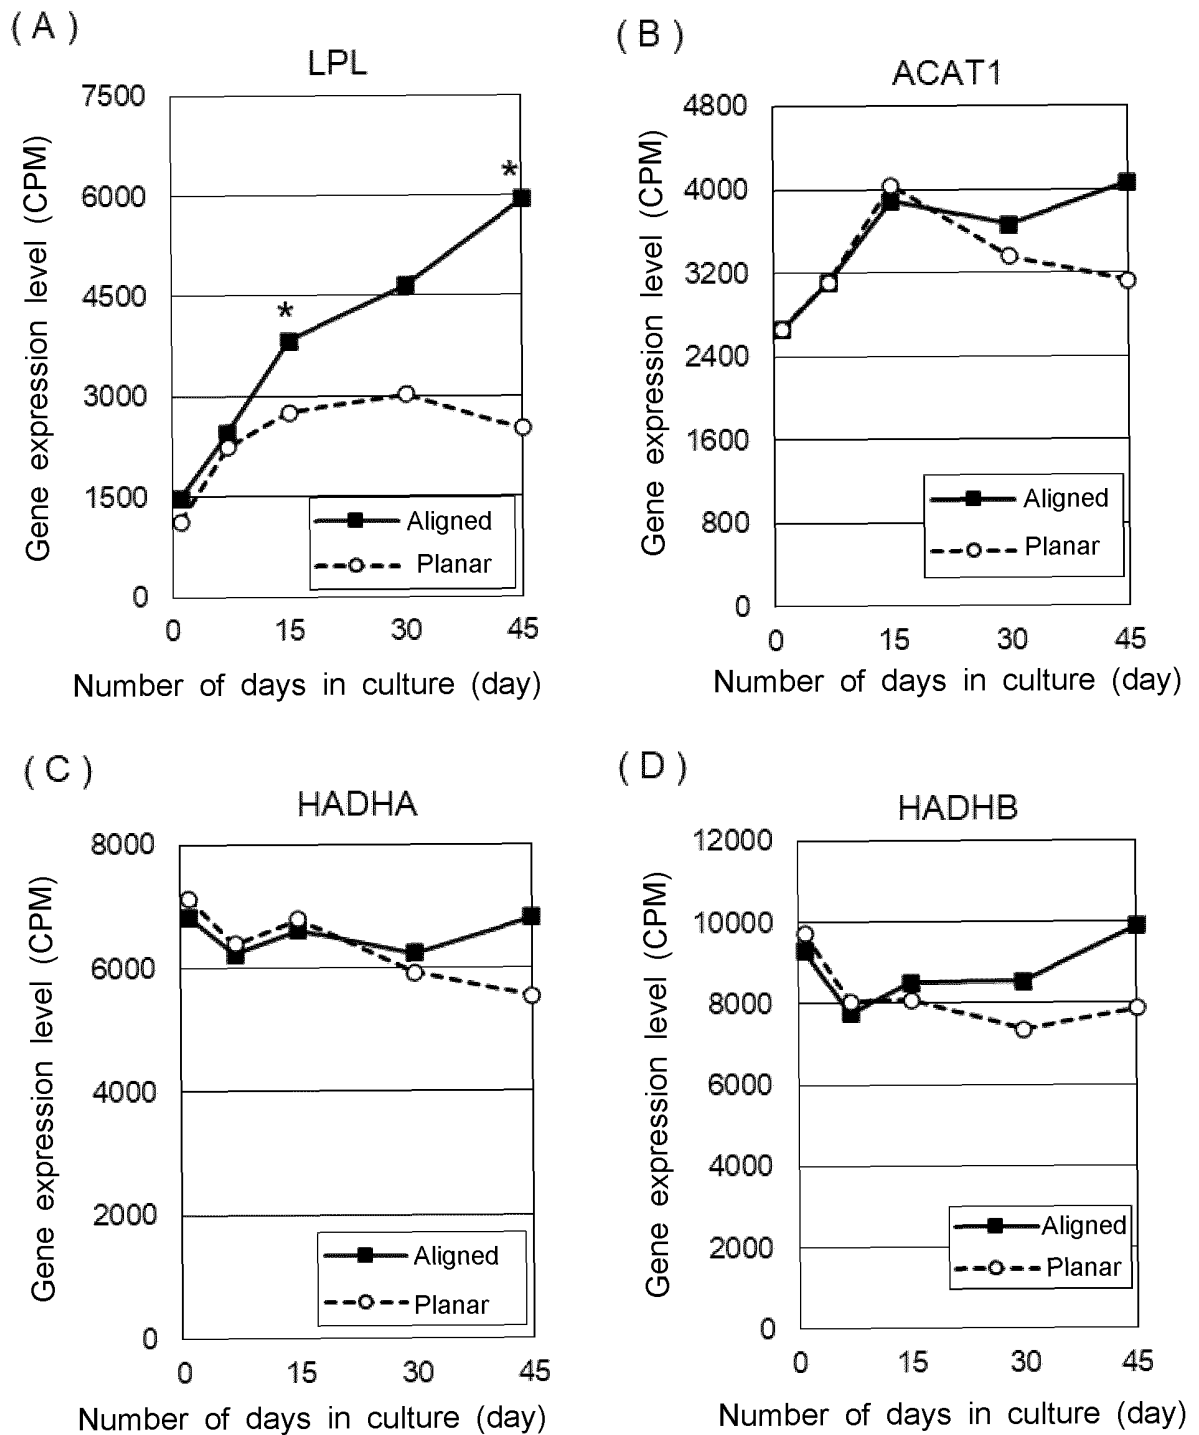 ( A )
LPL
Gene expression level (CPM)
7500
6000
4500
3000
1500
0
*
*
Aligned
Planar
0 15 30 45
Number of days in culture (day)
( B )
ACAT1
Gene expression level (CPM)
4800
4000
3200
2400
1600
800
0
Aligned
Planar
0 15 30 45
Number of days in culture (day)
( C )
HADHA
Gene expression level (CPM)
8000
6000
4000
2000
0
Aligned
Planar
0 15 30 45
Number of days in culture (day)
( D )
HADHB
Gene expression level (CPM)
12000
10000
8000
6000
4000
2000
0
Aligned
Planar
0 15 30 45
Number of days in culture (day)